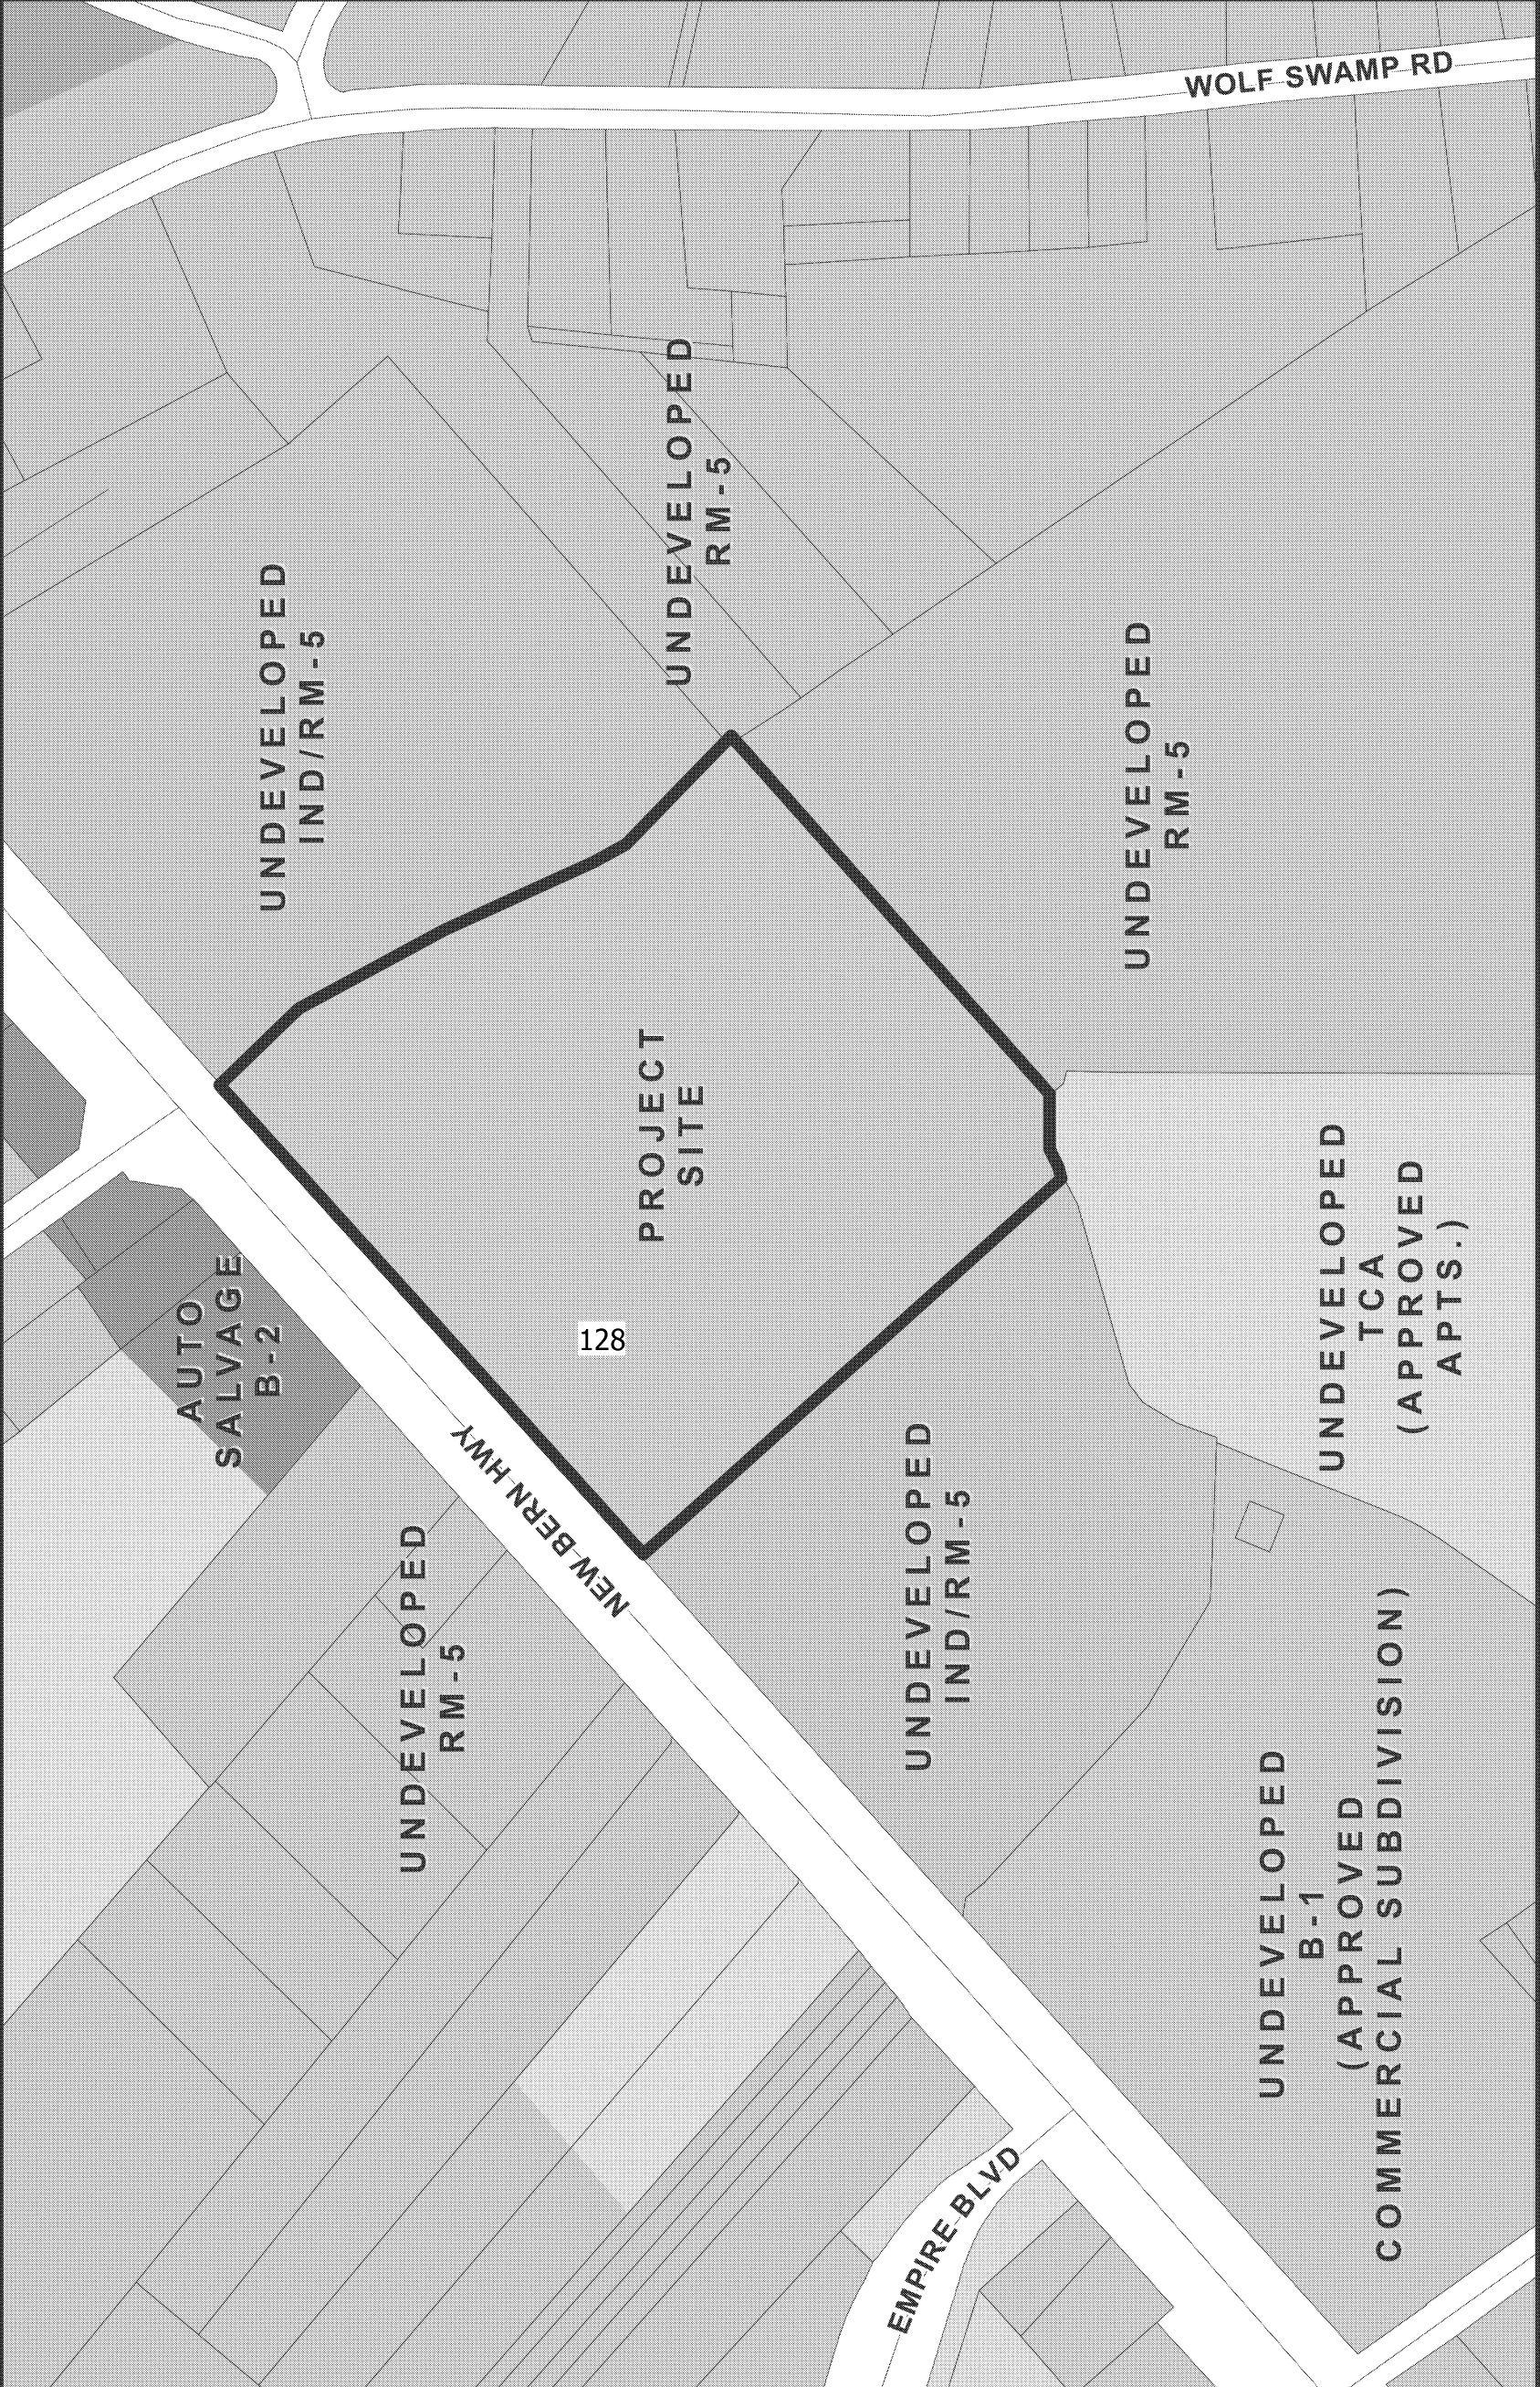 WOLF SWAMP RD
UNDEVELOPED
RM-5
UNDEVELOPED
IND/RM-5
UNDEVELOPED
RM-5
PROJECT
SITE
UNDEVELOPED
TCA
(APPROVED
APTS.)
AUTO
SALVAGE
B-2
128
NEW BERN HWY
UNDEVELOPED
IND/RM-5
UNDEVELOPED
RM-5
UNDEVELOPED
B-1
(APPROVED
COMMERCIAL SUBDIVISION)
EMPIRE BLVD